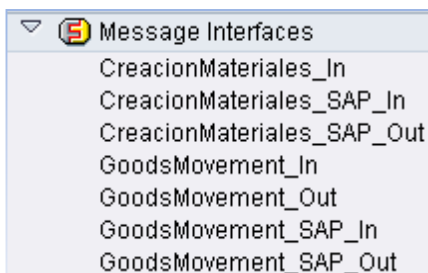 Message Interfaces
CreacionMateriales_In
CreacionMateriales_SAP_In
CreacionMateriales_SAP_Out
GoodsMovement_In
GoodsMovement_Out
GoodsMovement_SAP_In
GoodsMovement_SAP_Out